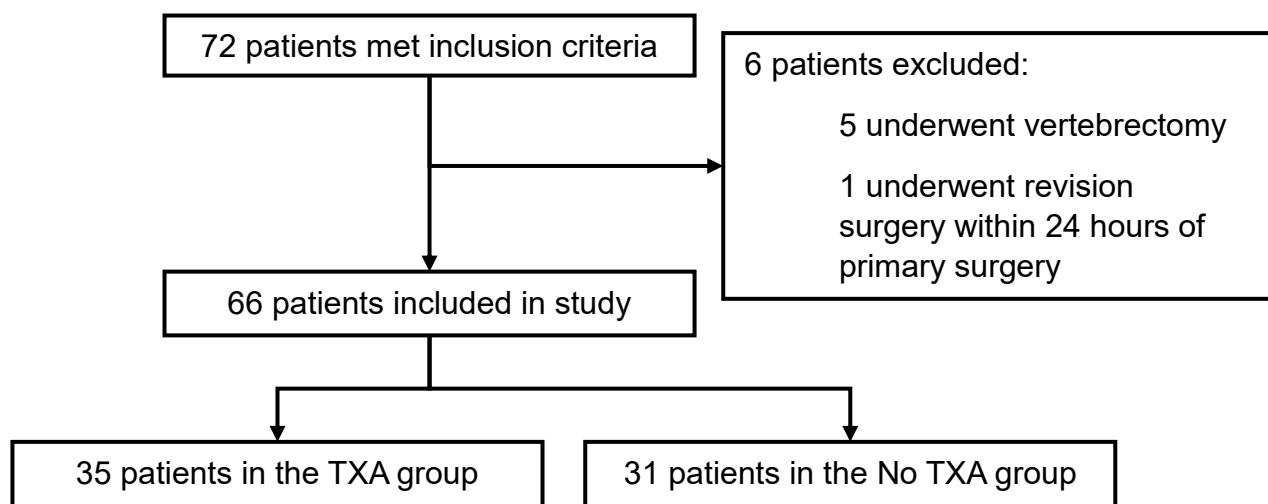 72 patients met inclusion criteria
6 patients excluded:
5 underwent vertebrectomy
1 underwent revision
surgery within 24 hours of
primary surgery
66 patients included in study
35 patients in the TXA group
31 patients in the No TXA group